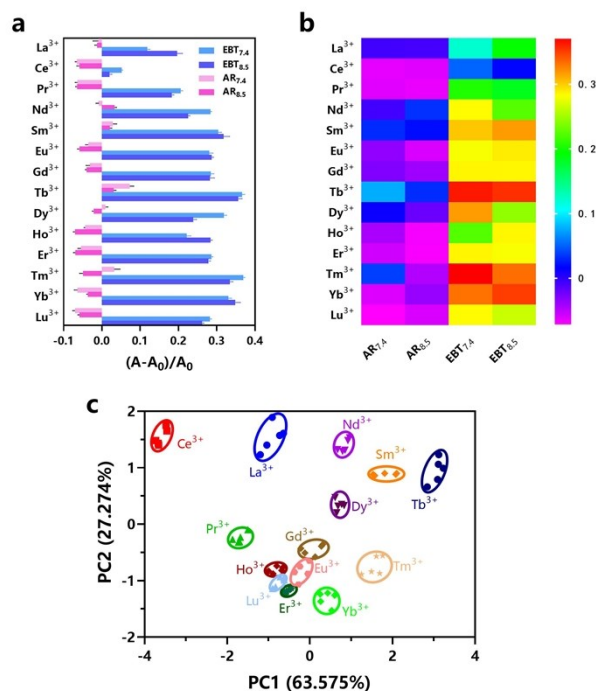 a
La³⁺
Ce³⁺
Pr³⁺
Nd³⁺
Sm³⁺
Eu³⁺
Gd³⁺
Tb³⁺
Dy³⁺
Ho³⁺
Er³⁺
Tm³⁺
Yb³⁺
Lu³⁺
EBT₇.₄
EBT₈.₅
AR₇.₄
AR₈.₅
-0.1 0.0 0.1 0.2 0.3 0.4
(A-A₀)/A₀
b
La³⁺
Ce³⁺
Pr³⁺
Nd³⁺
Sm³⁺
Eu³⁺
Gd³⁺
Tb³⁺
Dy³⁺
Ho³⁺
Er³⁺
Tm³⁺
Yb³⁺
Lu³⁺
AR₇.₄ AR₈.₅ EBT₇.₄ EBT₈.₅
0.3
0.2
0.1
0
c
PC2 (27.274%)
2
1
0
-1
-2
Ce³⁺
La³⁺
Nd³⁺
Sm³⁺
Tb³⁺
Dy³⁺
Pr³⁺
Gd³⁺
Ho³⁺
Eu³⁺
Tm³⁺
Lu³⁺
Er³⁺
Yb³⁺
-4 -2 0 2 4
PC1 (63.575%)